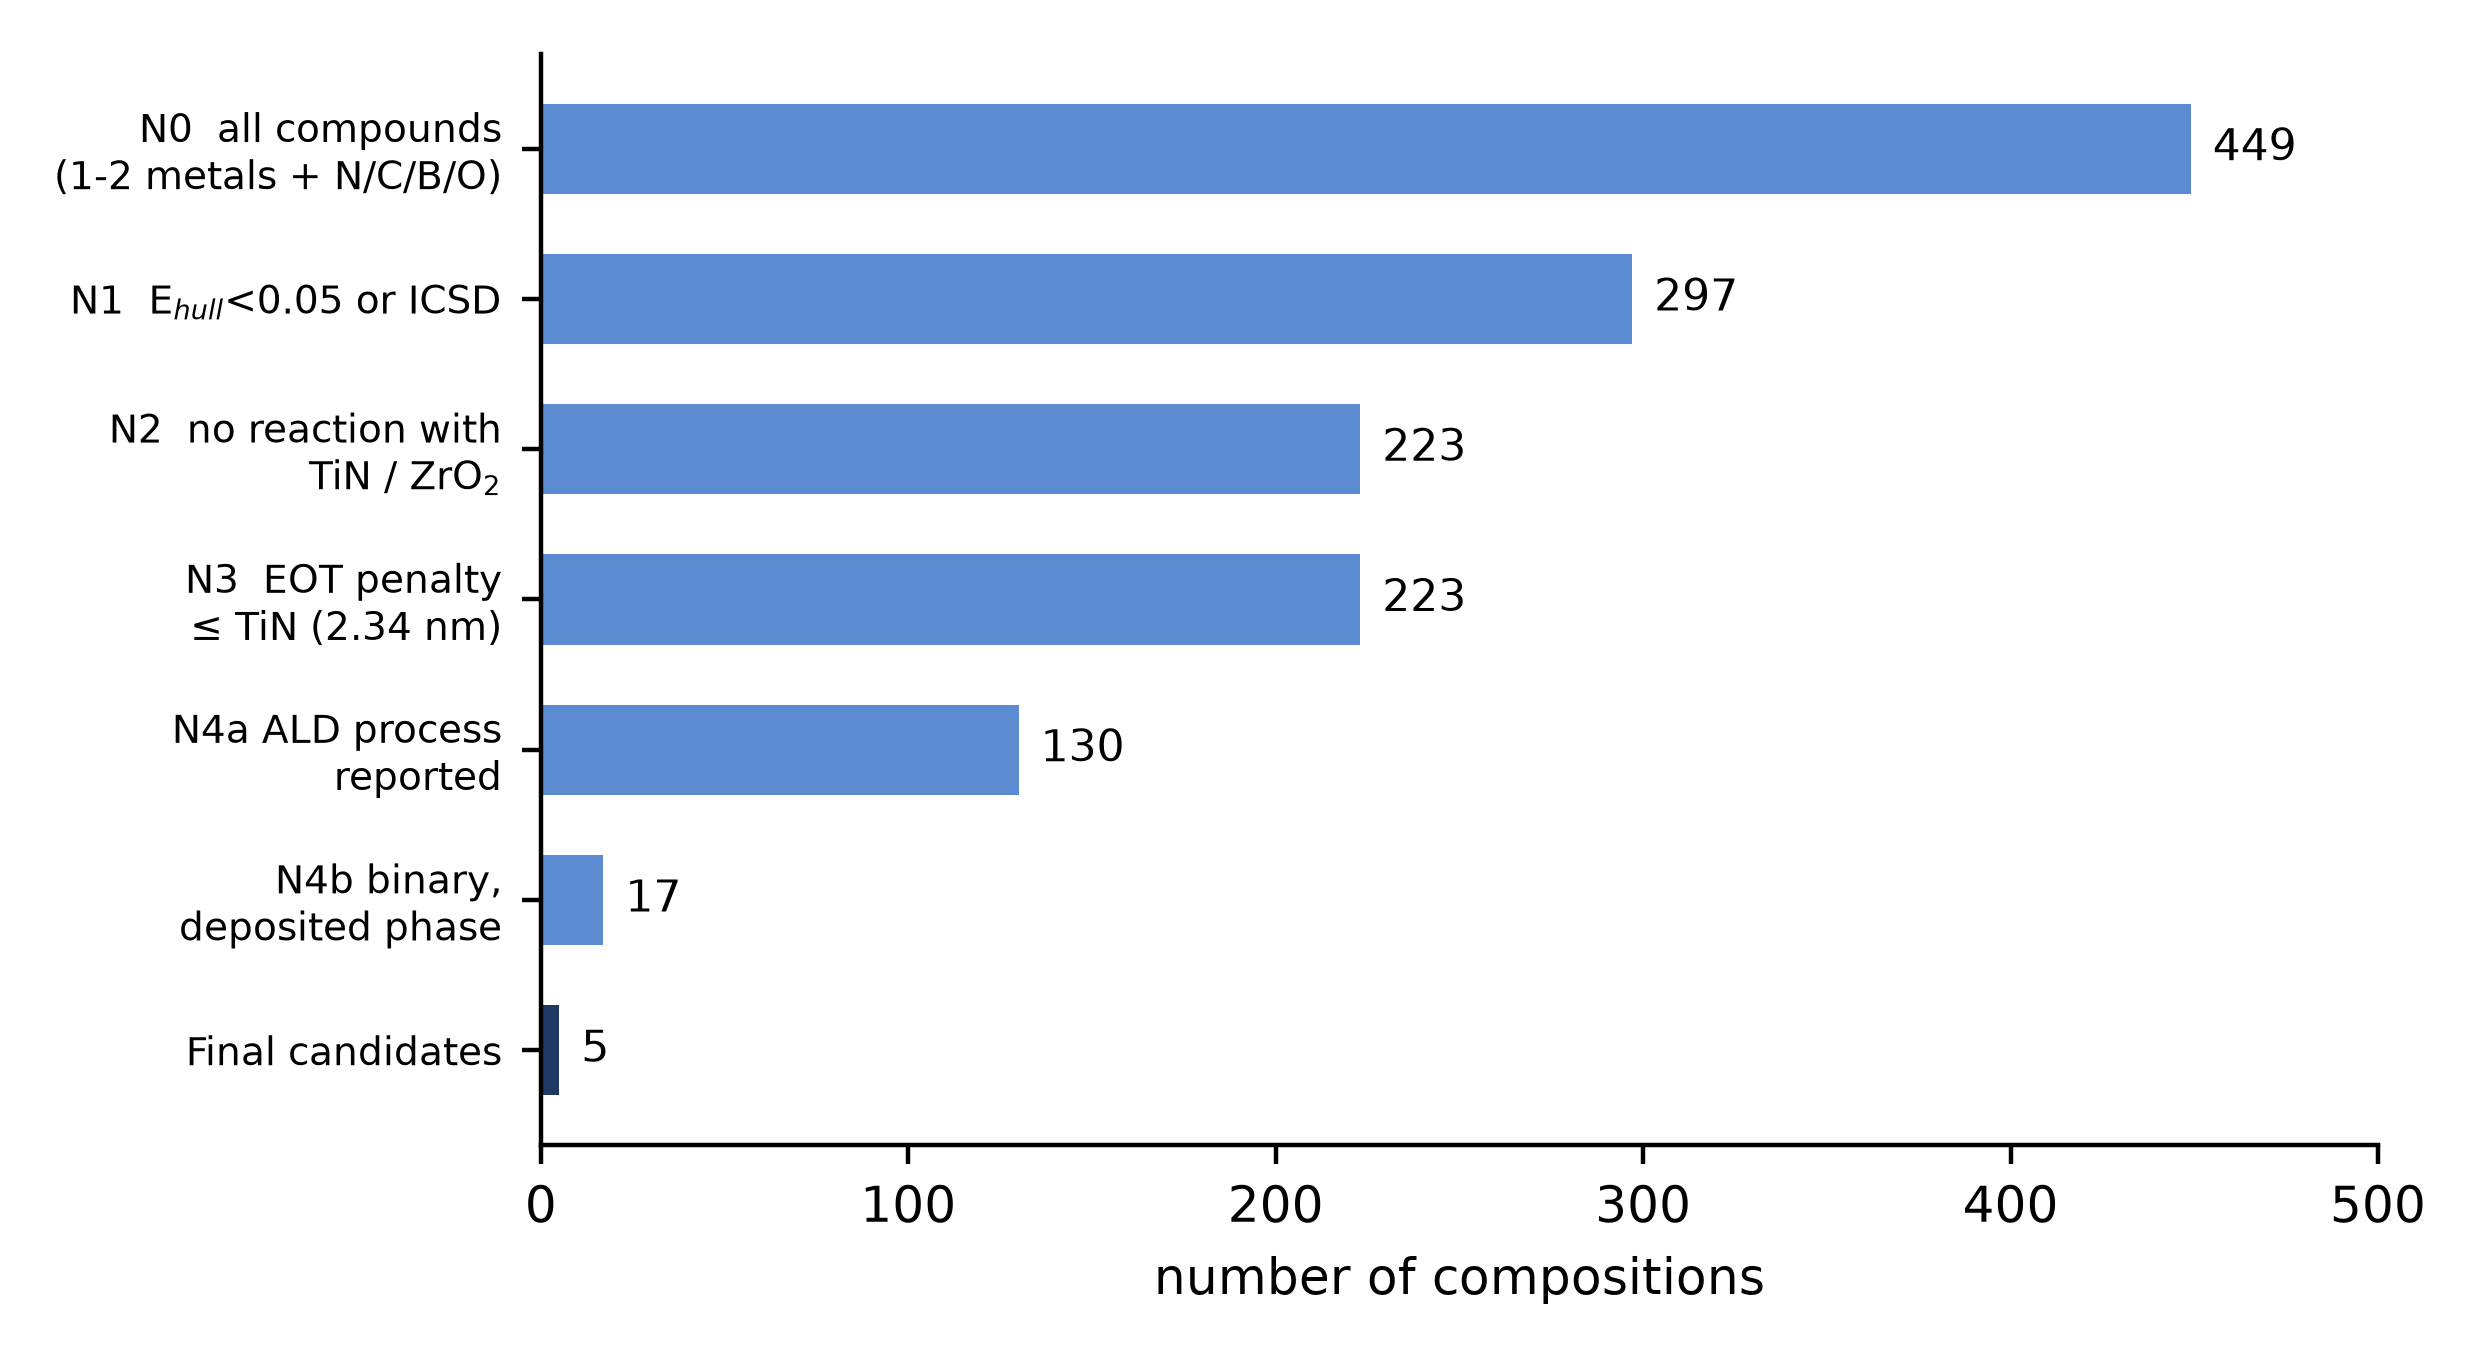 N0  all compounds
(1-2 metals + N/C/B/O)
449
N1  E_hull<0.05 or ICSD
297
N2  no reaction with
TiN / ZrO₂
223
N3  EOT penalty
≤ TiN (2.34 nm)
223
N4a ALD process
reported
130
N4b binary,
deposited phase
17
Final candidates
5
0 100 200 300 400 500
number of compositions